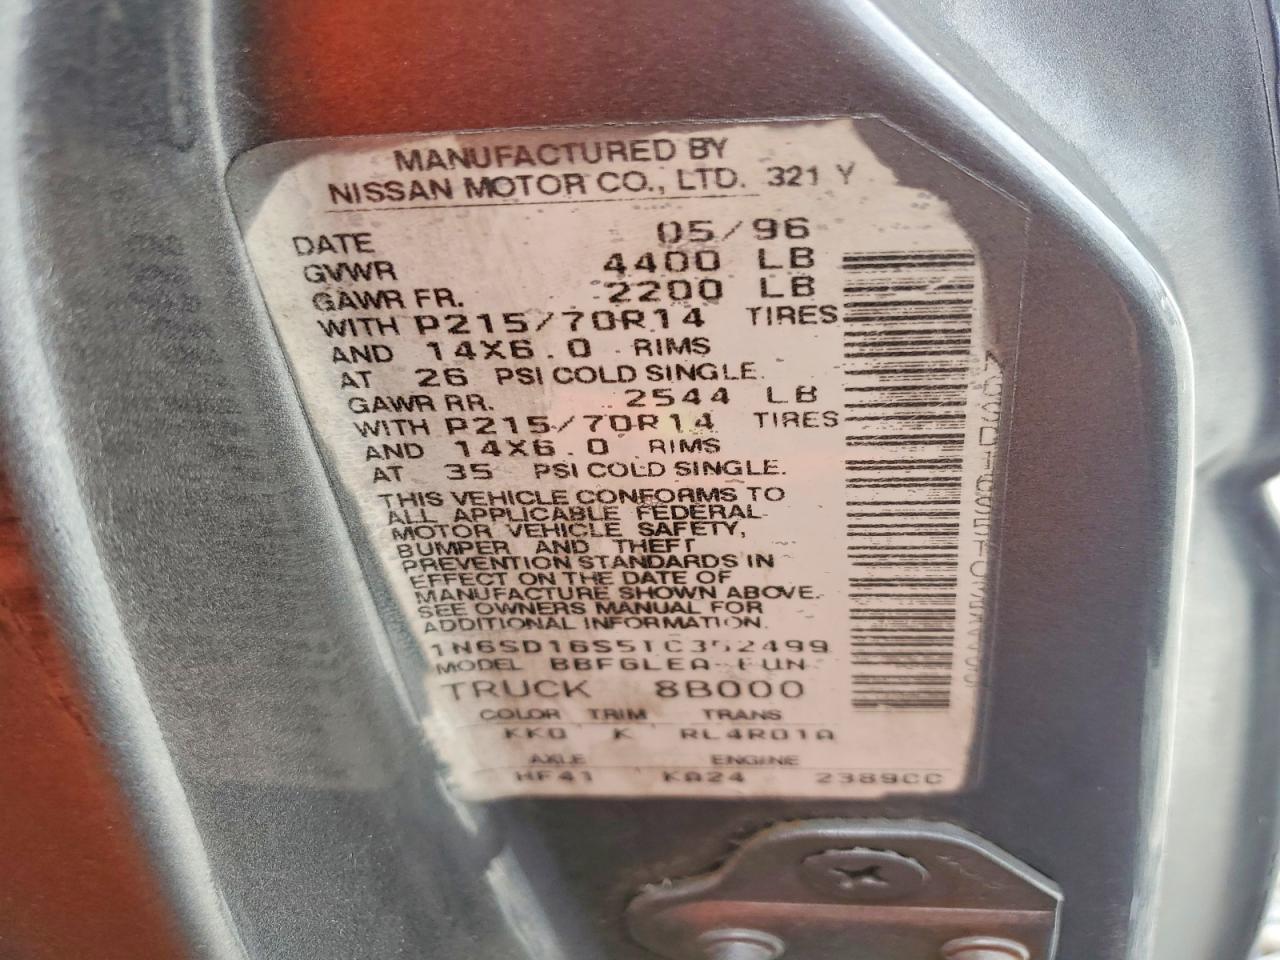 MANUFACTURED BY
NISSAN MOTOR CO., LTD. 321 Y
DATE 05/96
GVWR 4400 LB
GAWR FR. 2200 LB
WITH P215/70R14 TIRES
AND 14X6.0 RIMS
AT 26 PSI COLD SINGLE.
GAWR RR. 2544 LB
WITH P215/70R14 TIRES
AND 14X6.0 RIMS
AT 35 PSI COLD SINGLE.
THIS VEHICLE CONFORMS TO
ALL APPLICABLE FEDERAL
MOTOR VEHICLE SAFETY,
BUMPER AND THEFT
PREVENTION STANDARDS IN
EFFECT ON THE DATE OF
MANUFACTURE SHOWN ABOVE.
SEE OWNERS MANUAL FOR
ADDITIONAL INFORMATION.
1N6SD16S5TC352499
MODEL
TRUCK 8B000
COLOR TRIM TRANS
KK0 K RL4R01A
AXLE ENGINE
HF41 KA24 2389CC